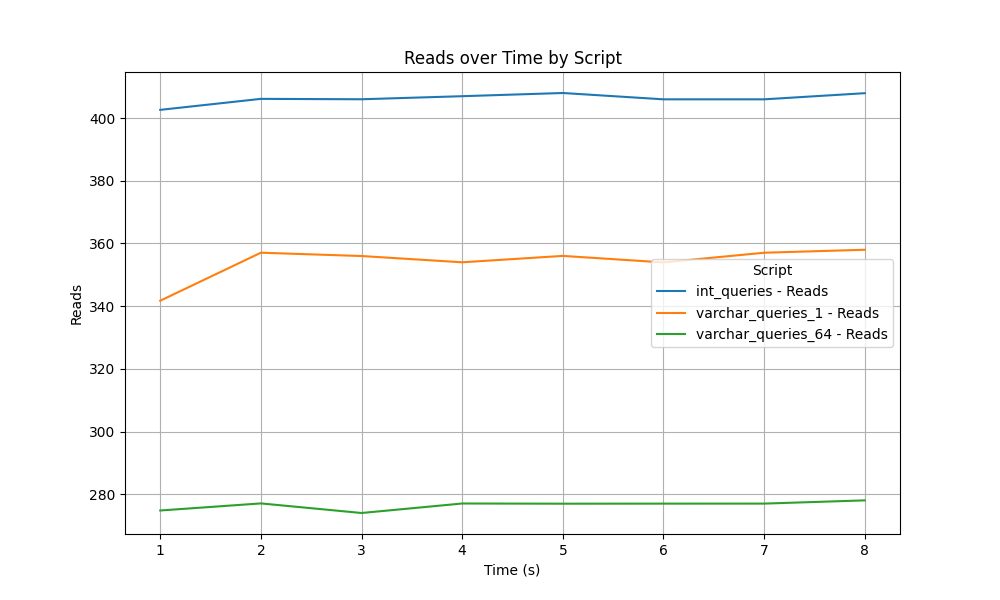 Reads over Time by Script
Reads
400
380
360
340
320
300
280
Script
int_queries - Reads
varchar_queries_1 - Reads
varchar_queries_64 - Reads
1 2 3 4 5 6 7 8
Time (s)